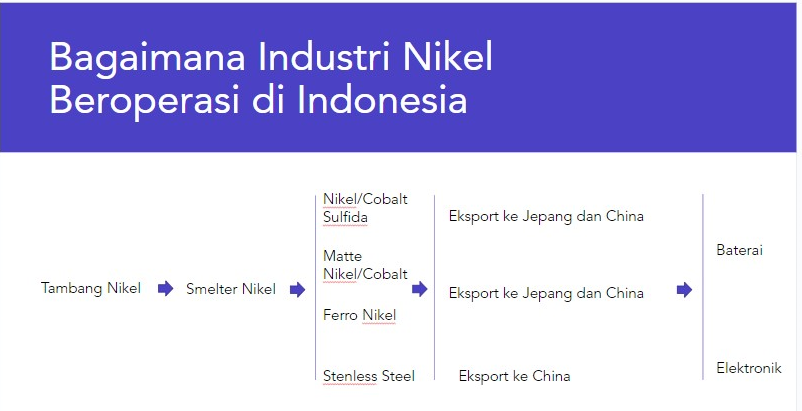 Bagaimana Industri Nikel
Beroperasi di Indonesia
Tambang Nikel
Smelter Nikel
Nikel/Cobalt
Sulfida
Matte
Nikel/Cobalt
Ferro Nikel
Stenless Steel
Eksport ke Jepang dan China
Eksport ke Jepang dan China
Eksport ke China
Baterai
Elektronik